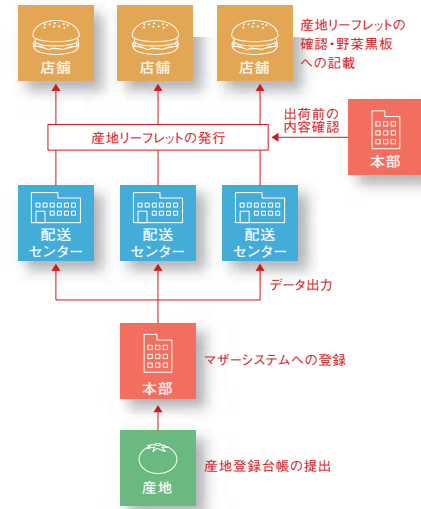 店舗
店舗
店舗
産地リーフレットの
確認・野菜黒板
への記載
産地リーフレットの発行
出荷前の
内容確認
本部
配送
センター
配送
センター
配送
センター
データ出力
本部
マザーシステムへの登録
産地
産地登録台帳の提出